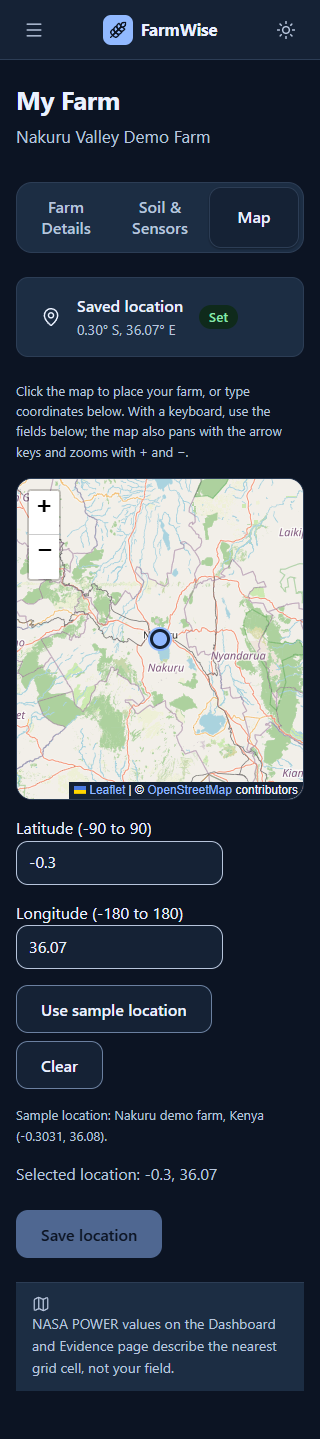 FarmWise
My Farm
Nakuru Valley Demo Farm
Farm
Details
Soil &
Sensors
Map
Saved location
0.30° S, 36.07° E
Set
Click the map to place your farm, or type
coordinates below. With a keyboard, use the
fields below; the map also pans with the arrow
keys and zooms with + and −.
+
−
Nakuru
Nyandarua
Leaflet | © OpenStreetMap contributors
Latitude (-90 to 90)
-0.3
Longitude (-180 to 180)
36.07
Use sample location
Clear
Sample location: Nakuru demo farm, Kenya
(-0.3031, 36.08).
Selected location: -0.3, 36.07
Save location
NASA POWER values on the Dashboard
and Evidence page describe the nearest
grid cell, not your field.